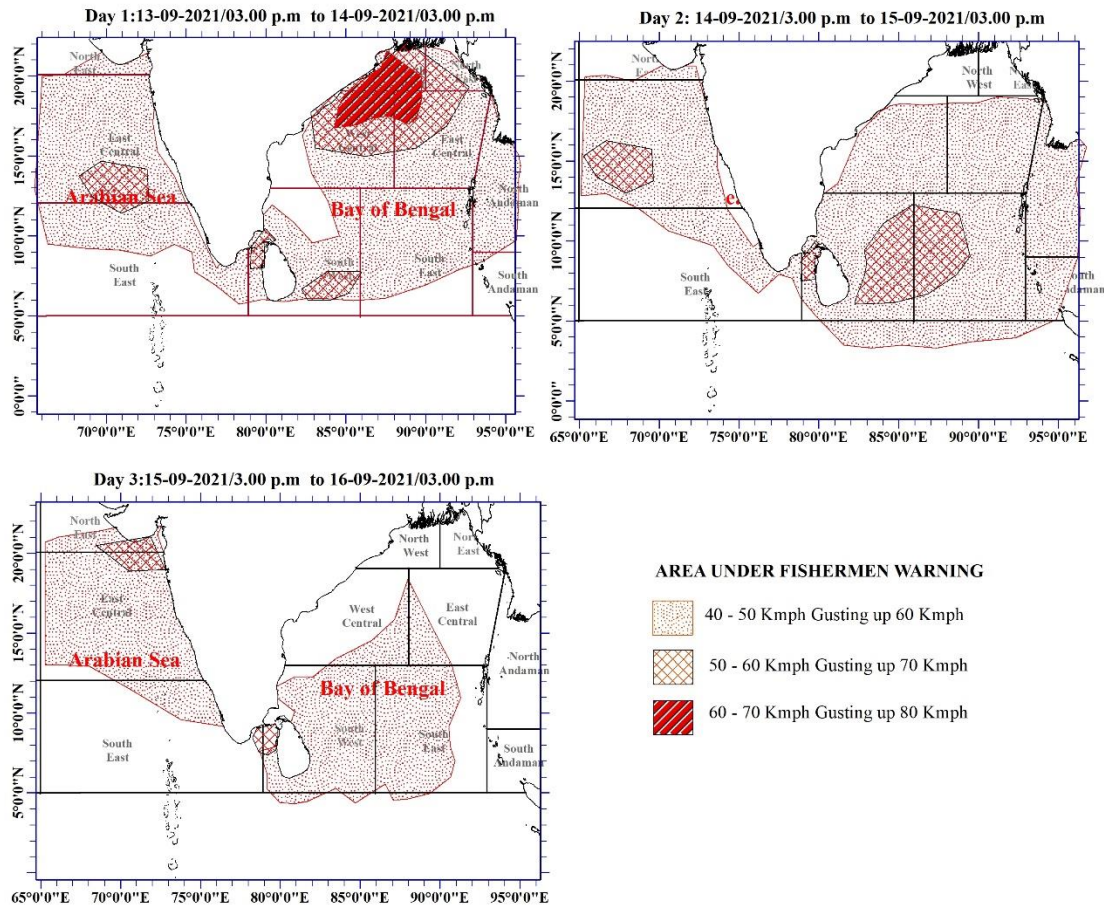 Day 1:13-09-2021/03.00 p.m to 14-09-2021/03.00 p.m
North
East
North
20°0'0"N
15°0'0"N
10°0'0"N
5°0'0"N
0°0'0"
East
Central
West
Central
East
Central
Arabian Sea
Bay of Bengal
North
Andaman
South
East
South
East
South
Andaman
70°0'0"E
75°0'0"E
80°0'0"E
85°0'0"E
90°0'0"E
95°0'0"E
Day 2: 14-09-2021/03.00 p.m to 15-09-2021/03.00 p.m
East
North
West
East
20°0'0"N
15°0'0"N
10°0'0"N
5°0'0"N
0°0'0"
South
East
65°0'0"E
70°0'0"E
75°0'0"E
80°0'0"E
85°0'0"E
90°0'0"E
95°0'0"E
Day 3:15-09-2021/3.00 p.m to 16-09-2021/03.00 p.m
North
East
North
West
North
East
20°0'0"N
15°0'0"N
10°0'0"N
5°0'0"N
East
Central
West
Central
East
Central
Arabian Sea
Bay of Bengal
North
Andaman
South
East
South
West
South
East
South
Andaman
65°0'0"E
70°0'0"E
75°0'0"E
80°0'0"E
85°0'0"E
90°0'0"E
95°0'0"E
AREA UNDER FISHERMEN WARNING
40 - 50 Kmph Gusting up 60 Kmph
50 - 60 Kmph Gusting up 70 Kmph
60 - 70 Kmph Gusting up 80 Kmph